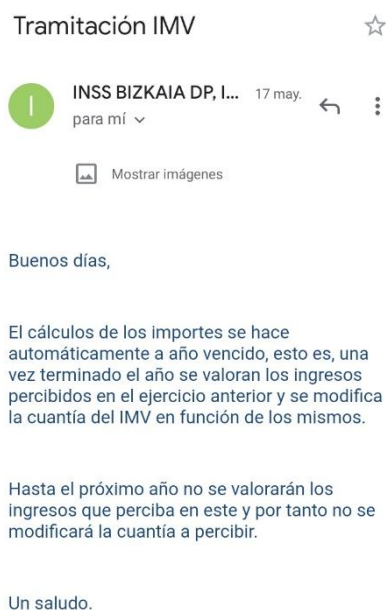 Tramitación IMV
I
INSS BIZKAIA DP, I... 17 may.
para mí
Mostrar imágenes
Buenos días,
El cálculos de los importes se hace
automáticamente a año vencido, esto es, una
vez terminado el año se valoran los ingresos
percibidos en el ejercicio anterior y se modifica
la cuantía del IMV en función de los mismos.
Hasta el próximo año no se valorarán los
ingresos que perciba en este y por tanto no se
modificará la cuantía a percibir.
Un saludo.